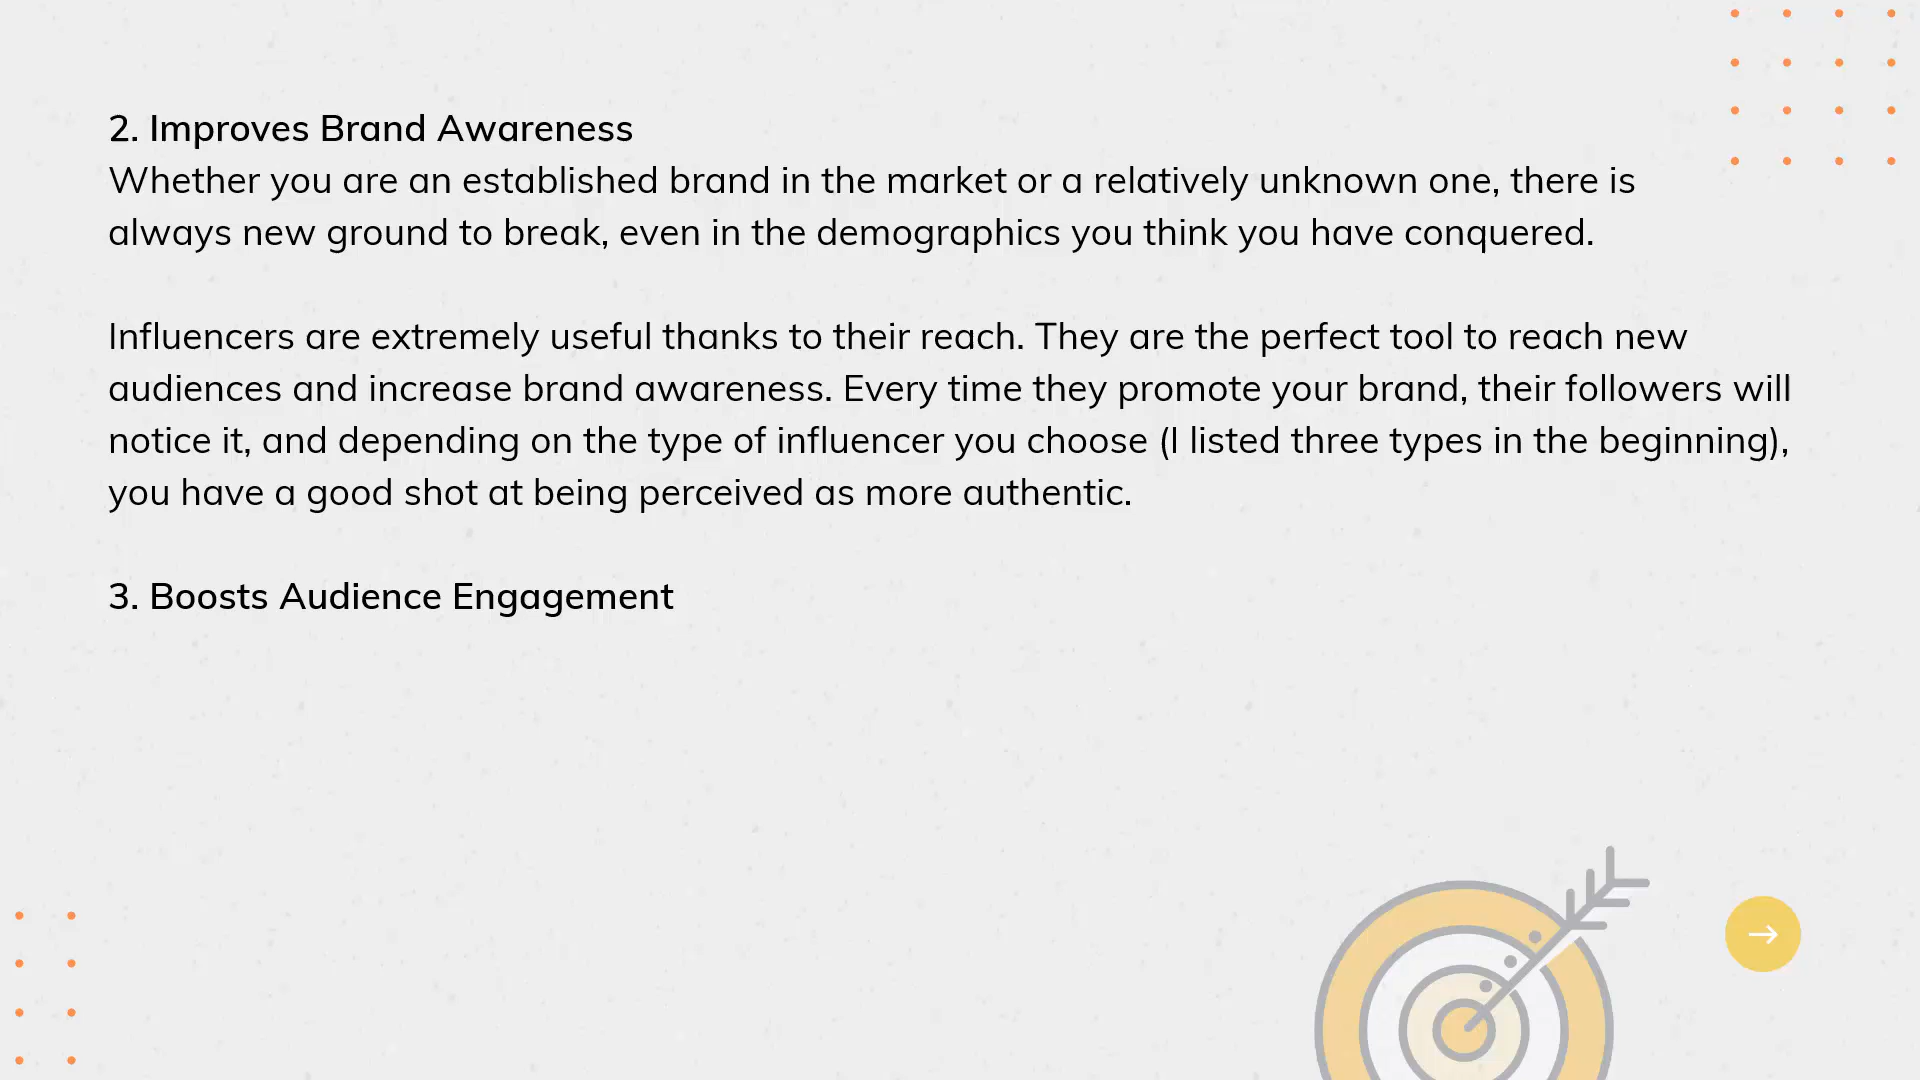 2. Improves Brand Awareness
Whether you are an established brand in the market or a relatively unknown one, there is
always new ground to break, even in the demographics you think you have conquered.
Influencers are extremely useful thanks to their reach. They are the perfect tool to reach new
audiences and increase brand awareness. Every time they promote your brand, their followers will
notice it, and depending on the type of influencer you choose (I listed three types in the beginning),
you have a good shot at being perceived as more authentic.
3. Boosts Audience Engagement